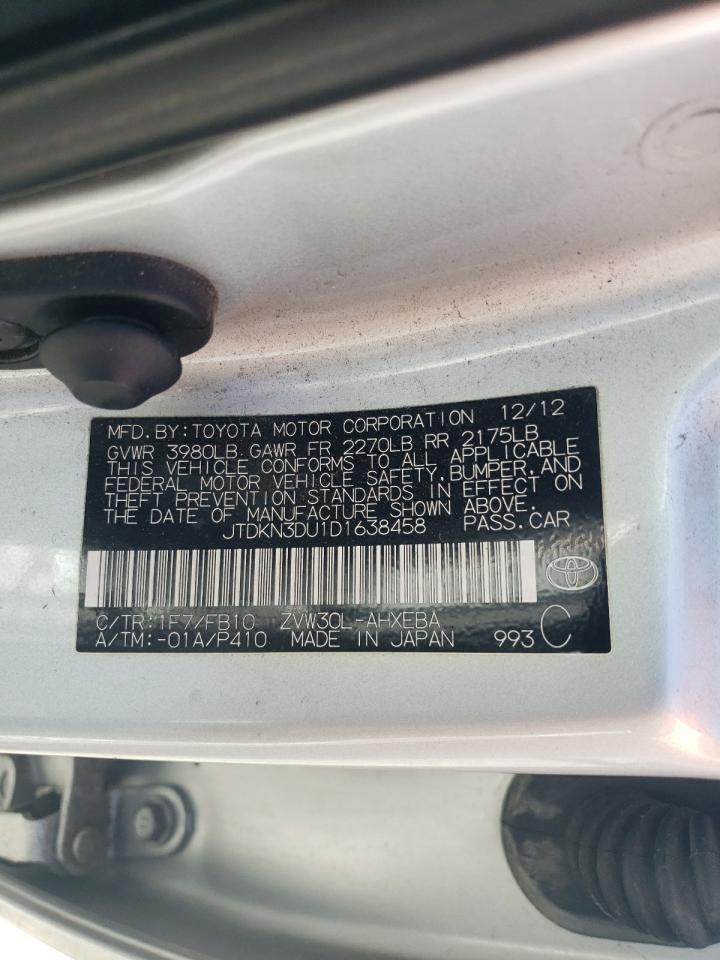 MFD.BY:TOYOTA MOTOR CORPORATION 12/12
GVWR 3980LB GAWR FR 2270LB RR 2175LB
THIS VEHICLE CONFORMS TO ALL APPLICABLE
FEDERAL MOTOR VEHICLE SAFETY,BUMPER,AND
THEFT PREVENTION STANDARDS IN EFFECT ON
THE DATE OF MANUFACTURE SHOWN ABOVE.
JTDKN3DU1D1638458 PASS.CAR
C/TR:1F7/FB10 ZVW30L-AHXEBA
A/TM:-01A/P410 MADE IN JAPAN 993 C